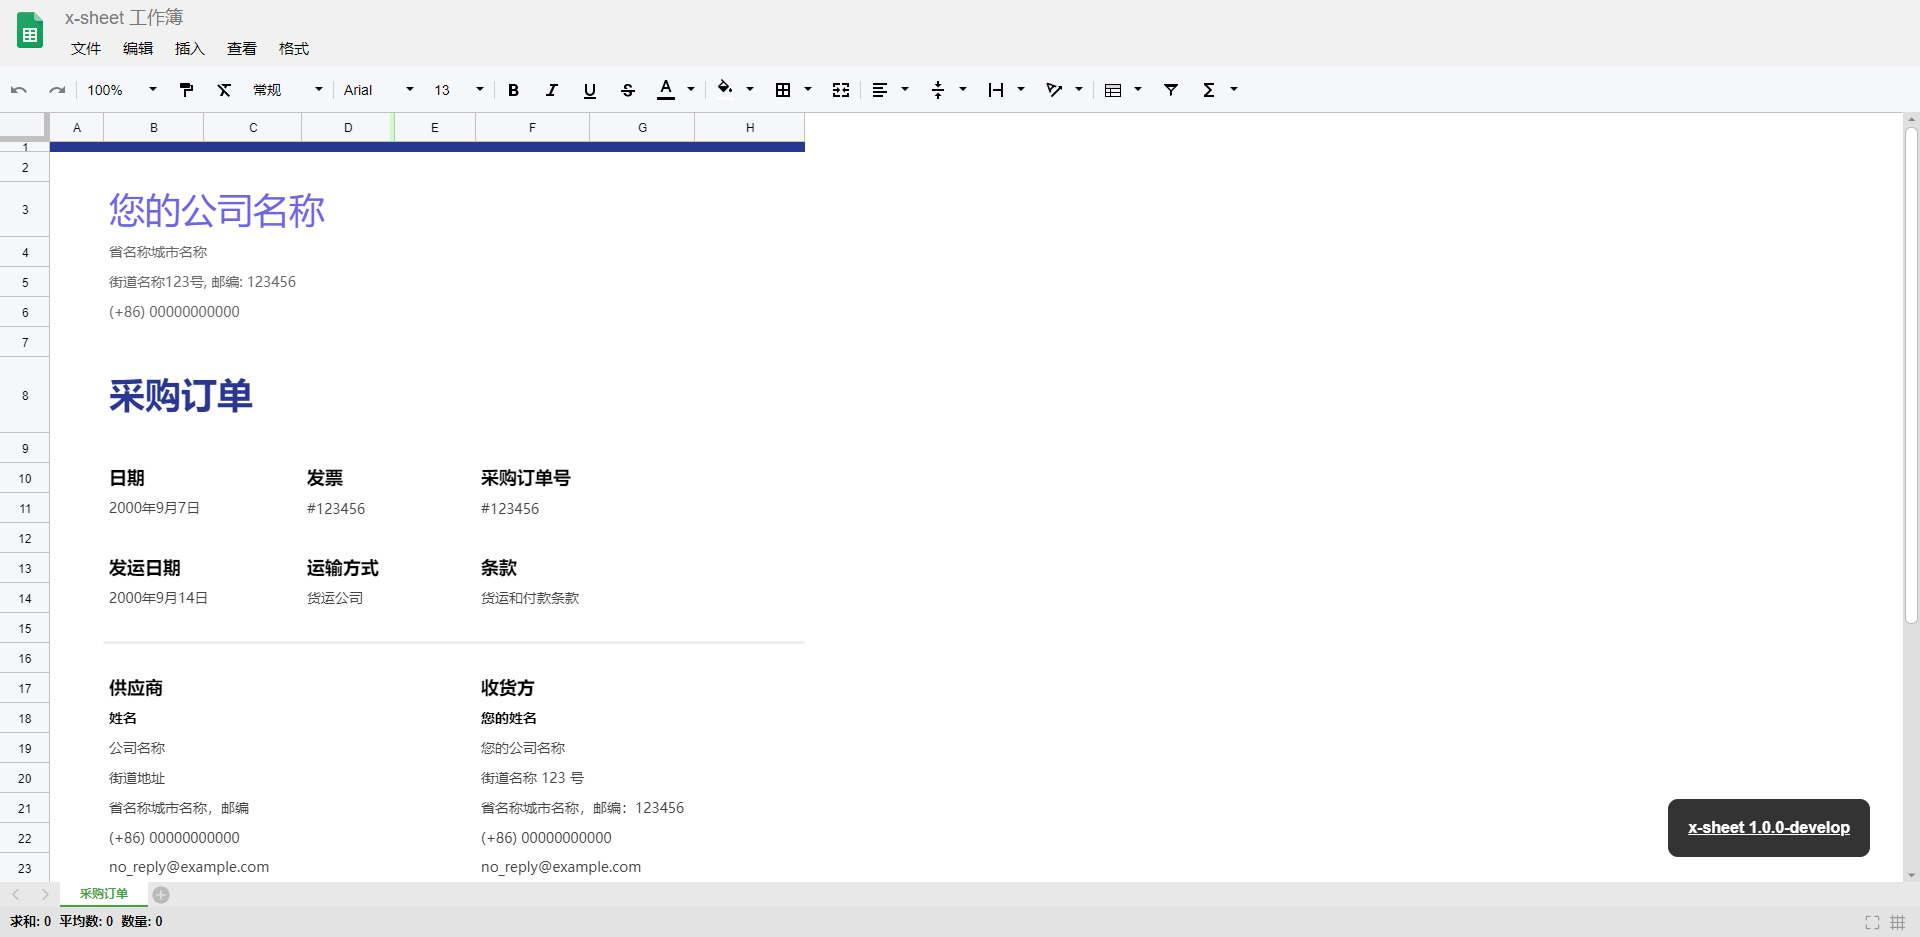 x-sheet 工作簿
文件 编辑 插入 查看 格式
100% 常规 Arial 13 B I U S A Σ
A B C D E F G H
1
2
3 您的公司名称
4 省名称城市名称
5 街道名称123号, 邮编: 123456
6 (+86) 00000000000
7
8 采购订单
9
10 日期 发票 采购订单号
11 2000年9月7日 #123456 #123456
12
13 发运日期 运输方式 条款
14 2000年9月14日 货运公司 货运和付款条款
15
16
17 供应商 收货方
18 姓名 您的姓名
19 公司名称 您的公司名称
20 街道地址 街道名称 123 号
21 省名称城市名称，邮编 省名称城市名称，邮编：123456
22 (+86) 00000000000 (+86) 00000000000
23 no_reply@example.com no_reply@example.com
x-sheet 1.0.0-develop
采购订单
求和: 0 平均数: 0 数量: 0